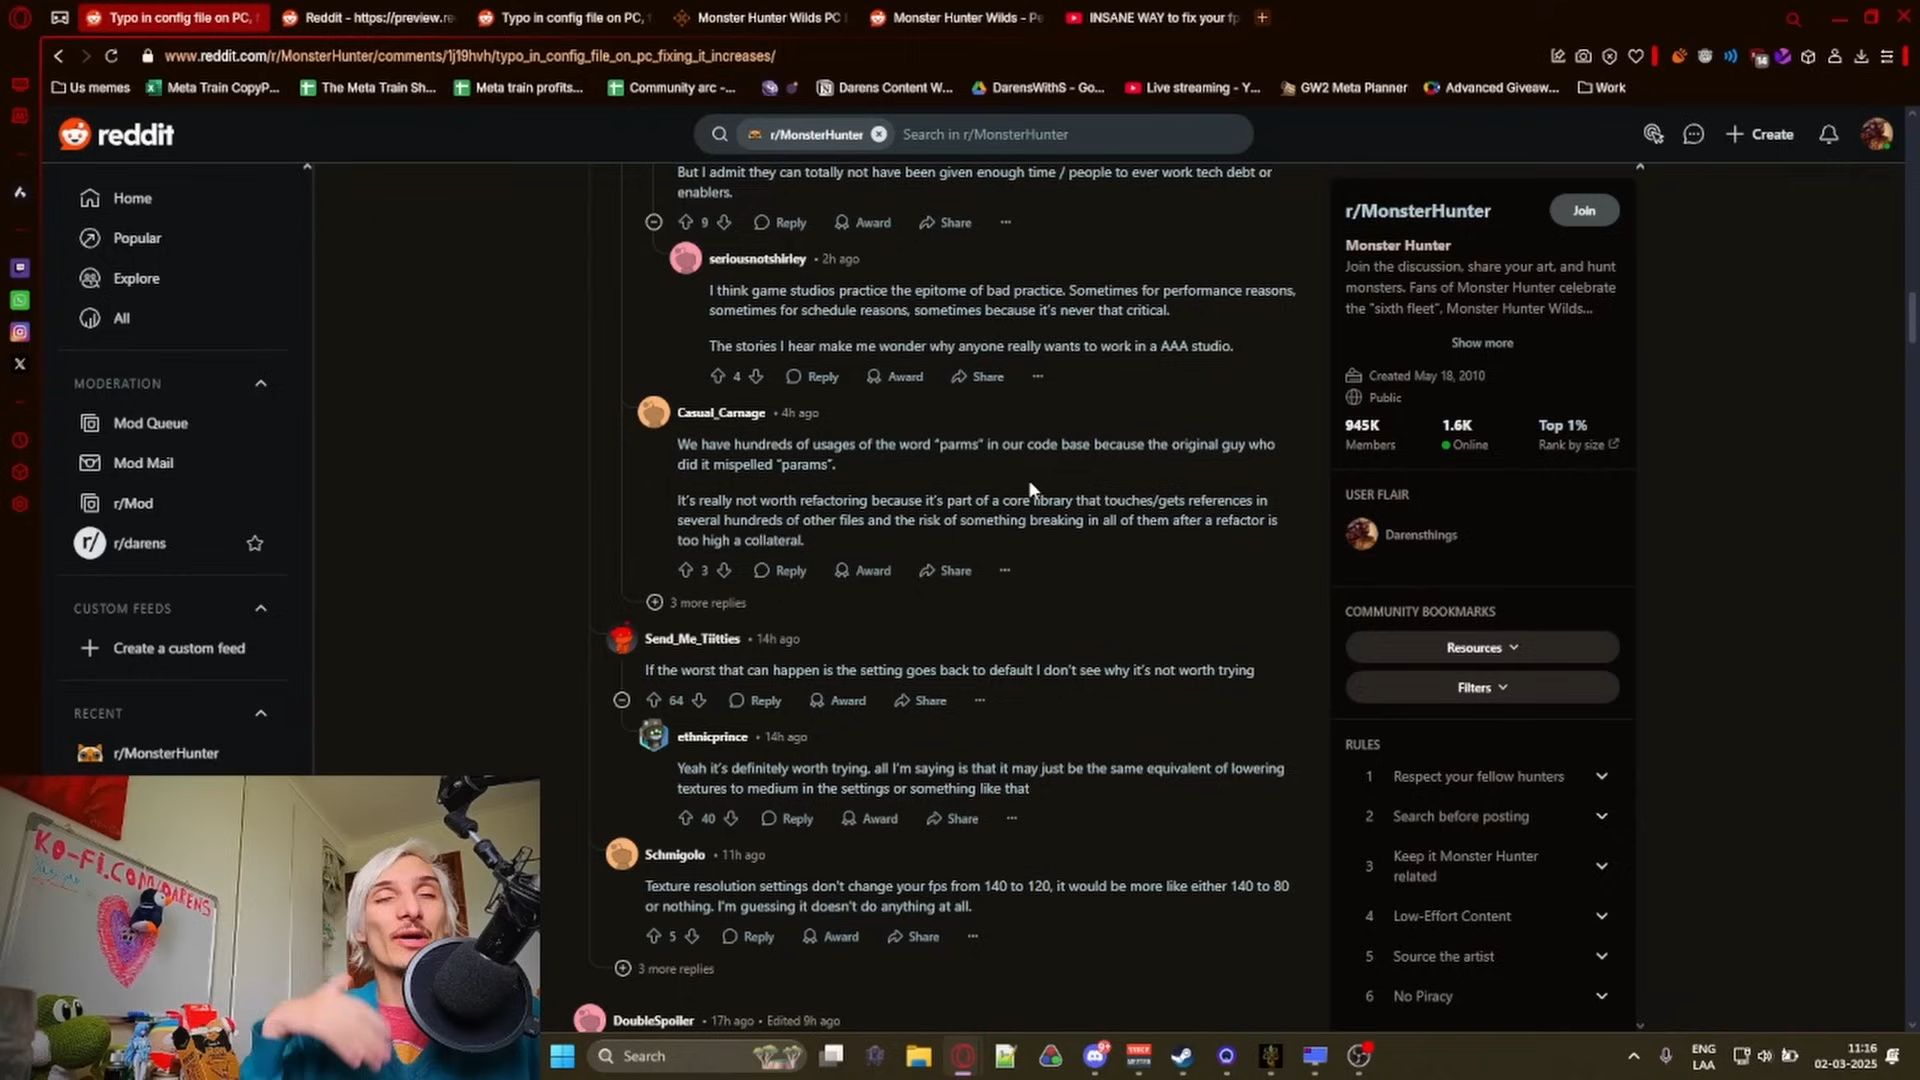 Typo in config file on PC, f
Reddit - https://preview.re
Typo in config file on PC, f
Monster Hunter Wilds PC
Monster Hunter Wilds - Pe
INSANE WAY to fix your fp
www.reddit.com/r/MonsterHunter/comments/1j19hvh/typo_in_config_file_on_pc_fixing_it_increases/
14
Us memes
Meta Train CopyP...
The Meta Train Sh...
Meta train profits...
Community arc -...
Darens Content W...
DarensWithS - Go...
Live streaming - Y...
GW2 Meta Planner
Advanced Giveaw...
Work
reddit
r/MonsterHunter
Search in r/MonsterHunter
Create
Home
Popular
Explore
All
MODERATION
Mod Queue
Mod Mail
r/Mod
r/ r/darens
CUSTOM FEEDS
Create a custom feed
RECENT
r/MonsterHunter
But I admit they can totally not have been given enough time / people to ever work tech debt or
enablers.
9 Reply Award Share
seriousnotshirley • 2h ago
I think game studios practice the epitome of bad practice. Sometimes for performance reasons,
sometimes for schedule reasons, sometimes because it's never that critical.
The stories I hear make me wonder why anyone really wants to work in a AAA studio.
4 Reply Award Share
Casual_Carnage • 4h ago
We have hundreds of usages of the word "parms" in our code base because the original guy who
did it mispelled "params".
It's really not worth refactoring because it's part of a core library that touches/gets references in
several hundreds of other files and the risk of something breaking in all of them after a refactor is
too high a collateral.
3 Reply Award Share
3 more replies
Send_Me_Tiitties • 14h ago
If the worst that can happen is the setting goes back to default I don't see why it's not worth trying
64 Reply Award Share
ethnicprince • 14h ago
Yeah it's definitely worth trying, all I'm saying is that it may just be the same equivalent of lowering
textures to medium in the settings or something like that
40 Reply Award Share
Schmigolo • 11h ago
Texture resolution settings don't change your fps from 140 to 120, it would be more like either 140 to 80
or nothing. I'm guessing it doesn't do anything at all.
5 Reply Award Share
3 more replies
DoubleSpoiler • 17h ago • Edited 9h ago
r/MonsterHunter
Join
Monster Hunter
Join the discussion, share your art, and hunt
monsters. Fans of Monster Hunter celebrate
the "sixth fleet", Monster Hunter Wilds...
Show more
Created May 18, 2010
Public
945K 1.6K Top 1%
Members Online Rank by size
USER FLAIR
Darensthings
COMMUNITY BOOKMARKS
Resources
Filters
RULES
1 Respect your fellow hunters
2 Search before posting
3 Keep it Monster Hunter
related
4 Low-Effort Content
5 Source the artist
6 No Piracy
KO-FI.COM/DARENS
Search
9+
ENG
LAA
11:16
02-03-2025